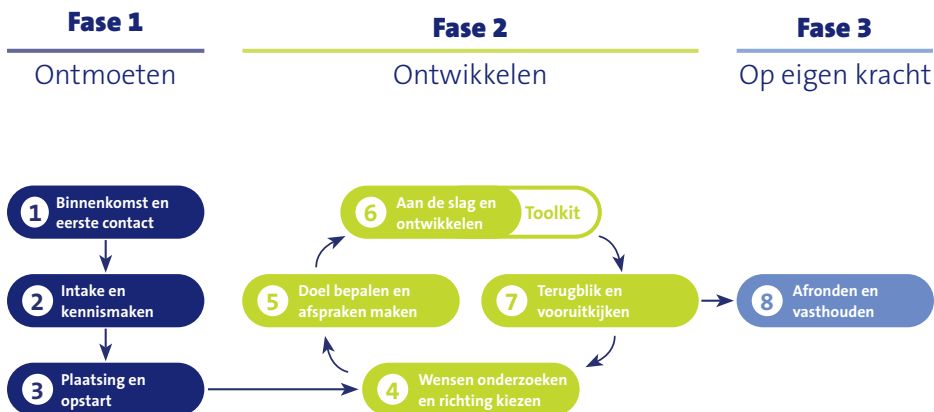 Fase 1
Ontmoeten
Fase 2
Ontwikkelen
Fase 3
Op eigen kracht
1
Binnenkomst en
eerste contact
2
Intake en
kennismaken
3
Plaatsing en
opstart
4
Wensen onderzoeken
en richting kiezen
5
Doel bepalen en
afspraken maken
6
Aan de slag en
ontwikkelen
Toolkit
7
Terugblik en
vooruitkijken
8
Afronden en
vasthouden